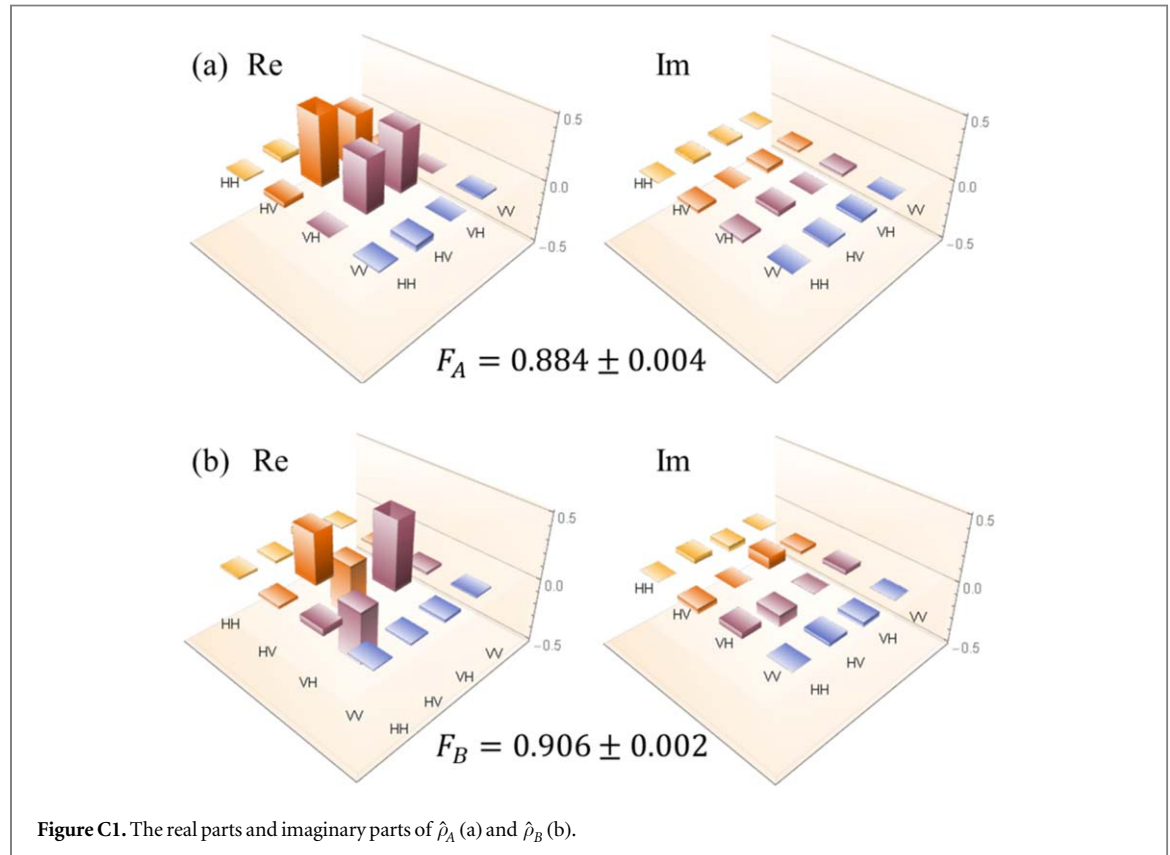 (a) Re
Im
0.5
0.0
−0.5
HH
HV
VH
VV
HH
HV
VH
VV
0.5
0.0
−0.5
HH
HV
VH
VV
HH
HV
VH
VV
F_A = 0.884 ± 0.004
(b) Re
Im
0.5
0.0
−0.5
HH
HV
VH
VV
HH
HV
VH
VV
0.5
0.0
−0.5
HH
HV
VH
VV
HH
HV
VH
VV
F_B = 0.906 ± 0.002
Figure C1. The real parts and imaginary parts of ρ̂_A (a) and ρ̂_B (b).